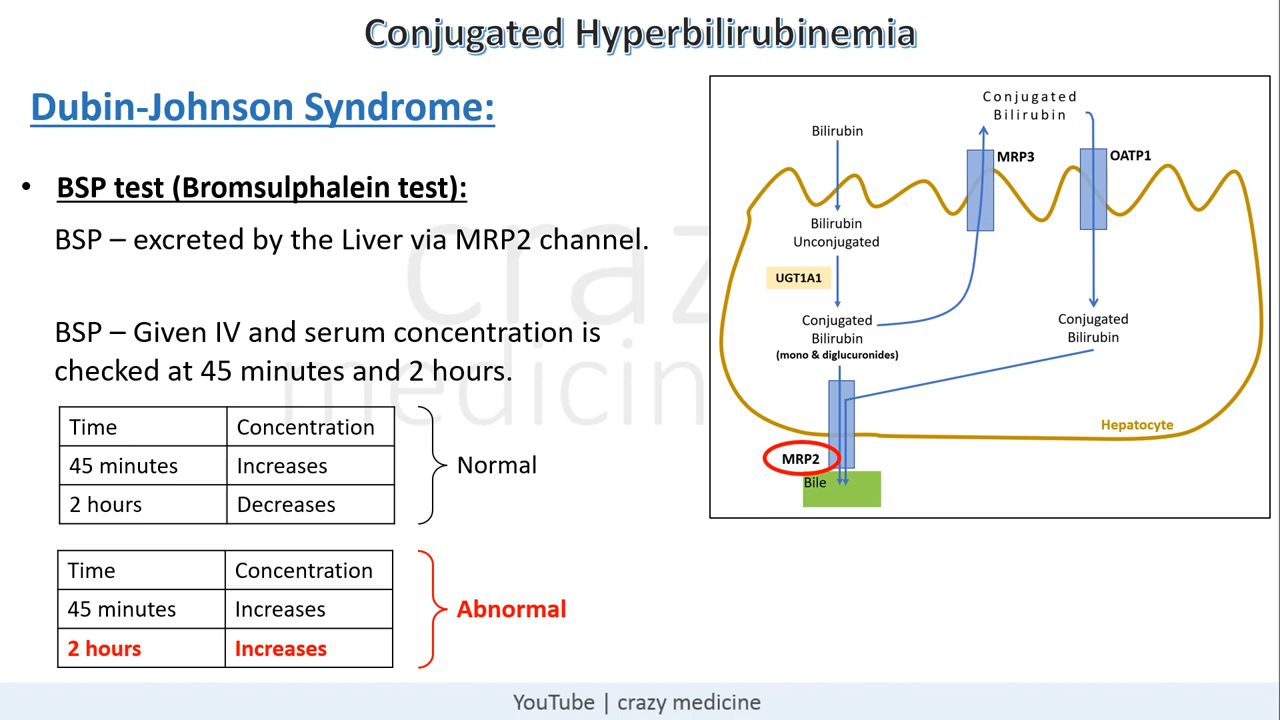 Conjugated Hyperbilirubinemia
Dubin-Johnson Syndrome:
• BSP test (Bromsulphalein test):
BSP – excreted by the Liver via MRP2 channel.
BSP – Given IV and serum concentration is
checked at 45 minutes and 2 hours.
Time Concentration
45 minutes Increases
2 hours Decreases
Normal
Time Concentration
45 minutes Increases
2 hours Increases
Abnormal
Conjugated
Bilirubin
Bilirubin
MRP3
OATP1
Bilirubin
Unconjugated
UGT1A1
Conjugated
Bilirubin
(mono & diglucuronides)
Conjugated
Bilirubin
Hepatocyte
MRP2
Bile
crazy
medicine
YouTube | crazy medicine